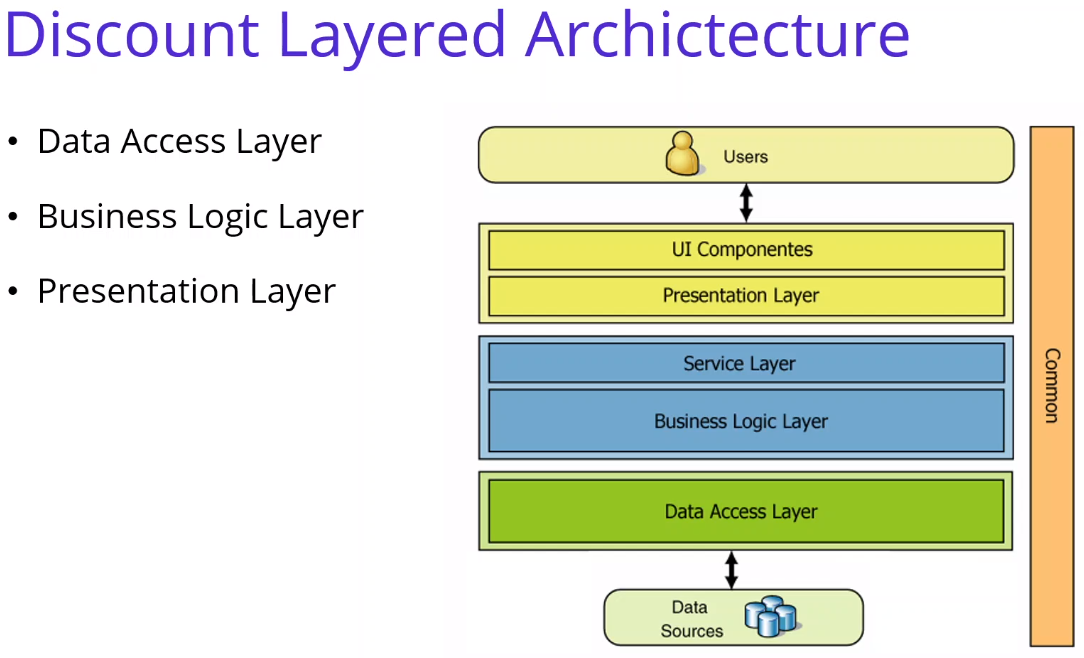 Discount Layered Archictecture
• Data Access Layer
• Business Logic Layer
• Presentation Layer
Users
UI Componentes
Presentation Layer
Service Layer
Business Logic Layer
Data Access Layer
Data
Sources
Common